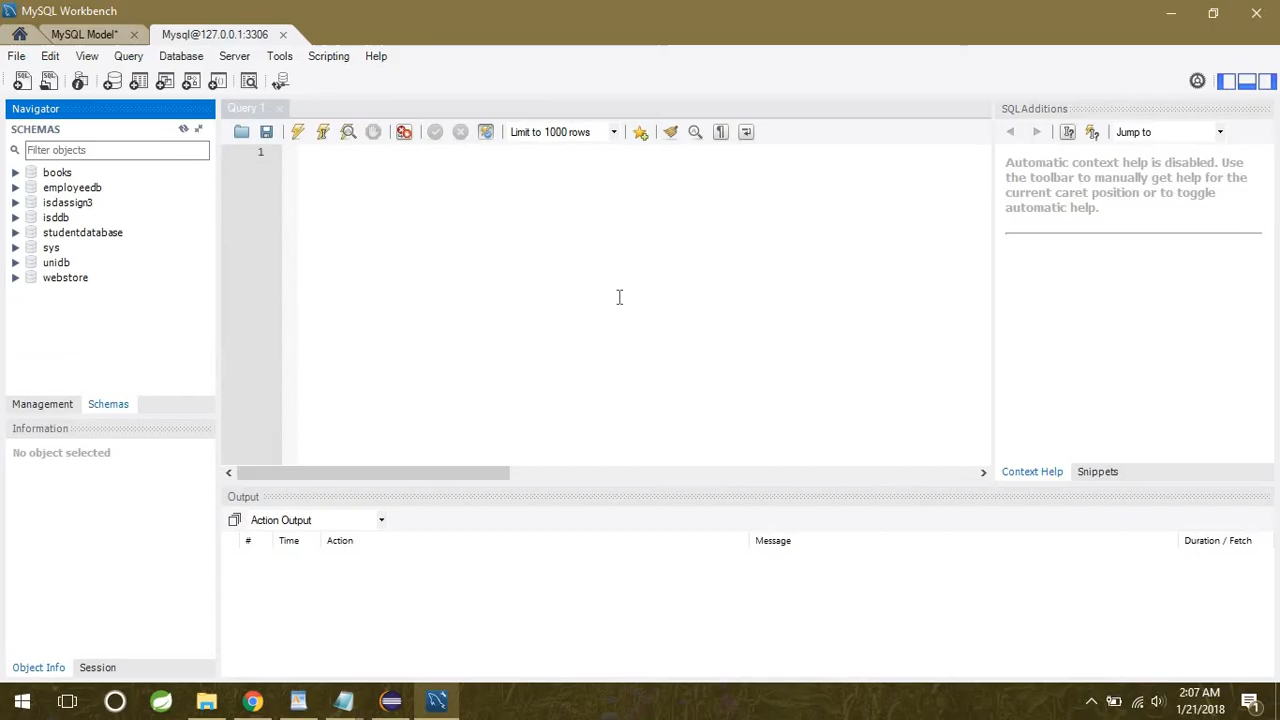 MySQL Workbench
MySQL Model*
Mysql@127.0.0.1:3306
File Edit View Query Database Server Tools Scripting Help
Navigator
SCHEMAS
Filter objects
books
employeedb
isdassign3
isddb
studentdatabase
sys
unidb
webstore
Management Schemas
Information
No object selected
Object Info Session
Query 1
Limit to 1000 rows
1
SQLAdditions
Jump to
Automatic context help is disabled. Use
the toolbar to manually get help for the
current caret position or to toggle
automatic help.
Context Help Snippets
Output
Action Output
# Time Action Message Duration / Fetch
2:07 AM
1/21/2018